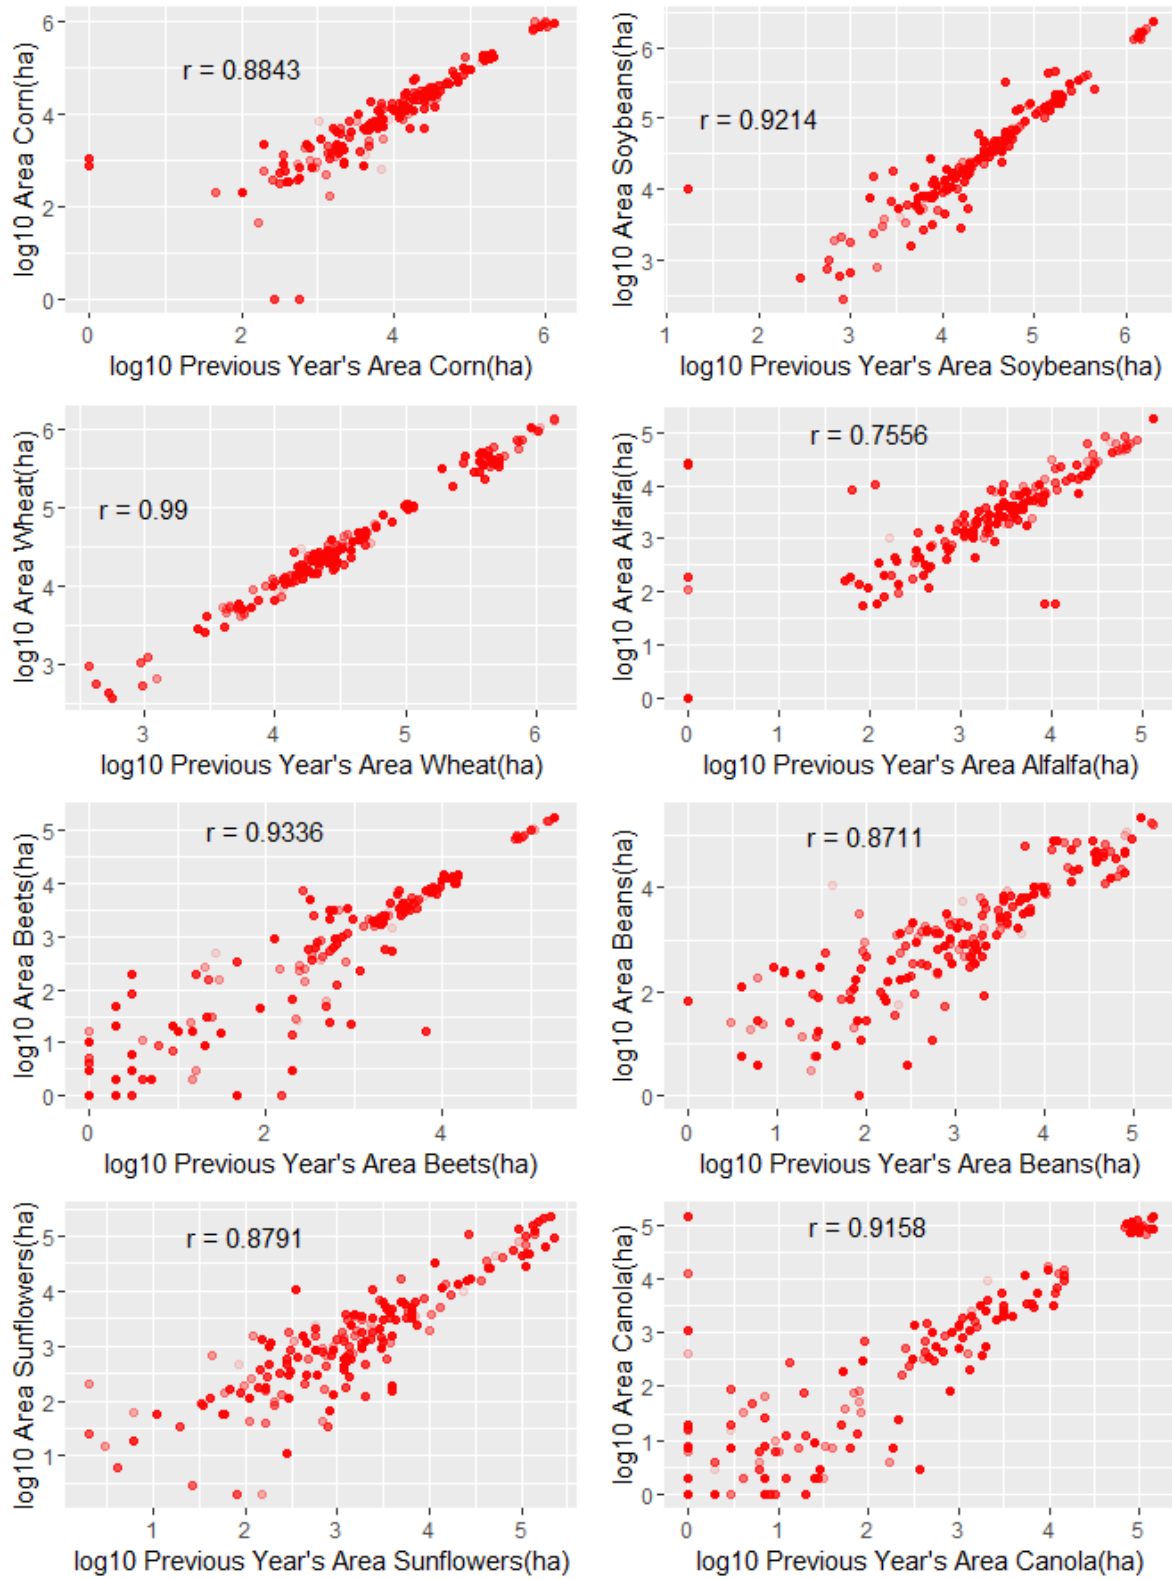 log10 Area Corn(ha)
6
4
2
0
r = 0.8843
0 2 4 6
log10 Previous Year's Area Corn(ha)
log10 Area Soybeans(ha)
6
5
4
3
r = 0.9214
1 2 3 4 5 6
log10 Previous Year's Area Soybeans(ha)
log10 Area Wheat(ha)
6
5
4
3
r = 0.99
3 4 5 6
log10 Previous Year's Area Wheat(ha)
log10 Area Alfalfa(ha)
5
4
3
2
1
0
r = 0.7556
0 1 2 3 4 5
log10 Previous Year's Area Alfalfa(ha)
log10 Area Beets(ha)
5
4
3
2
1
0
r = 0.9336
0 2 4
log10 Previous Year's Area Beets(ha)
log10 Area Beans(ha)
4
2
0
r = 0.8711
0 1 2 3 4 5
log10 Previous Year's Area Beans(ha)
log10 Area Sunflowers(ha)
5
4
3
2
1
r = 0.8791
1 2 3 4 5
log10 Previous Year's Area Sunflowers(ha)
log10 Area Canola(ha)
5
4
3
2
1
0
r = 0.9158
0 1 2 3 4 5
log10 Previous Year's Area Canola(ha)